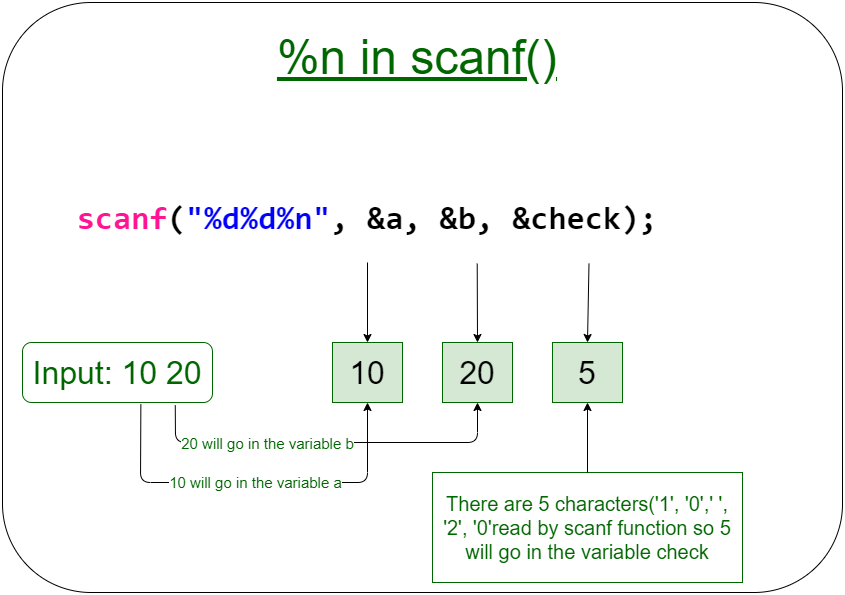 %n in scanf()
scanf("%d%d%n", &a, &b, &check);
Input: 10 20
10
20
5
20 will go in the variable b
10 will go in the variable a
There are 5 characters('1', '0',' ',
'2', '0'read by scanf function so 5
will go in the variable check